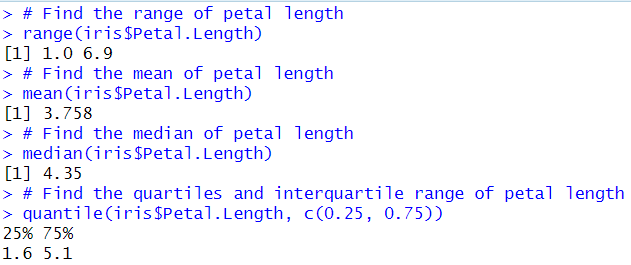 > # Find the range of petal length
> range(iris$Petal.Length)
[1] 1.0 6.9
> # Find the mean of petal length
> mean(iris$Petal.Length)
[1] 3.758
> # Find the median of petal length
> median(iris$Petal.Length)
[1] 4.35
> # Find the quartiles and interquartile range of petal length
> quantile(iris$Petal.Length, c(0.25, 0.75))
25% 75%
1.6 5.1